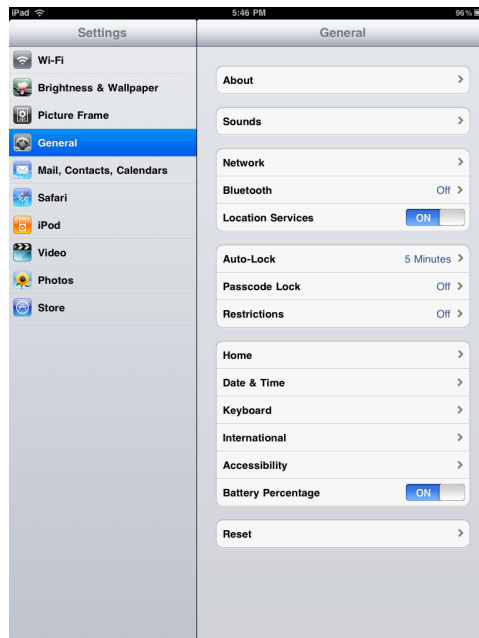 iPad 5:46 PM 96%
Settings
Wi-Fi
Brightness & Wallpaper
Picture Frame
General
Mail, Contacts, Calendars
Safari
iPod
Video
Photos
Store
General
About
Sounds
Network
Bluetooth Off
Location Services ON
Auto-Lock 5 Minutes
Passcode Lock Off
Restrictions Off
Home
Date & Time
Keyboard
International
Accessibility
Battery Percentage ON
Reset